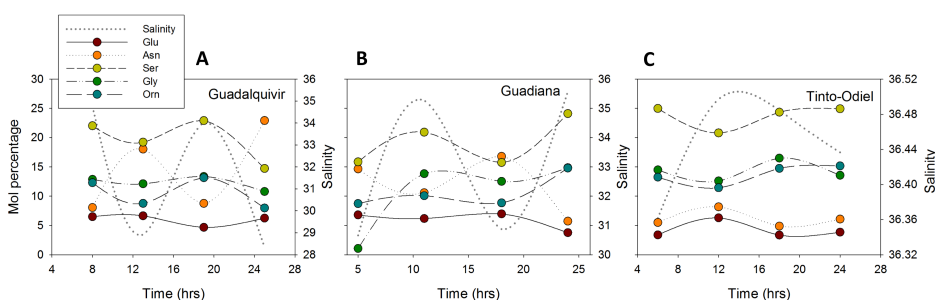 Salinity
Glu
Asn
Ser
Gly
Orn
A
B
C
Guadalquivir
Guadiana
Tinto-Odiel
Mol percentage
30
25
20
15
10
5
0
4 8 12 16 20 24 28
Time (hrs)
36
35
34
33
32
31
30
29
28
Salinity
5 10 15 20 25
Time (hrs)
36
35
34
33
32
31
30
Salinity
4 8 12 16 20 24 28
Time (hrs)
36.52
36.48
36.44
36.40
36.36
36.32
Salinity